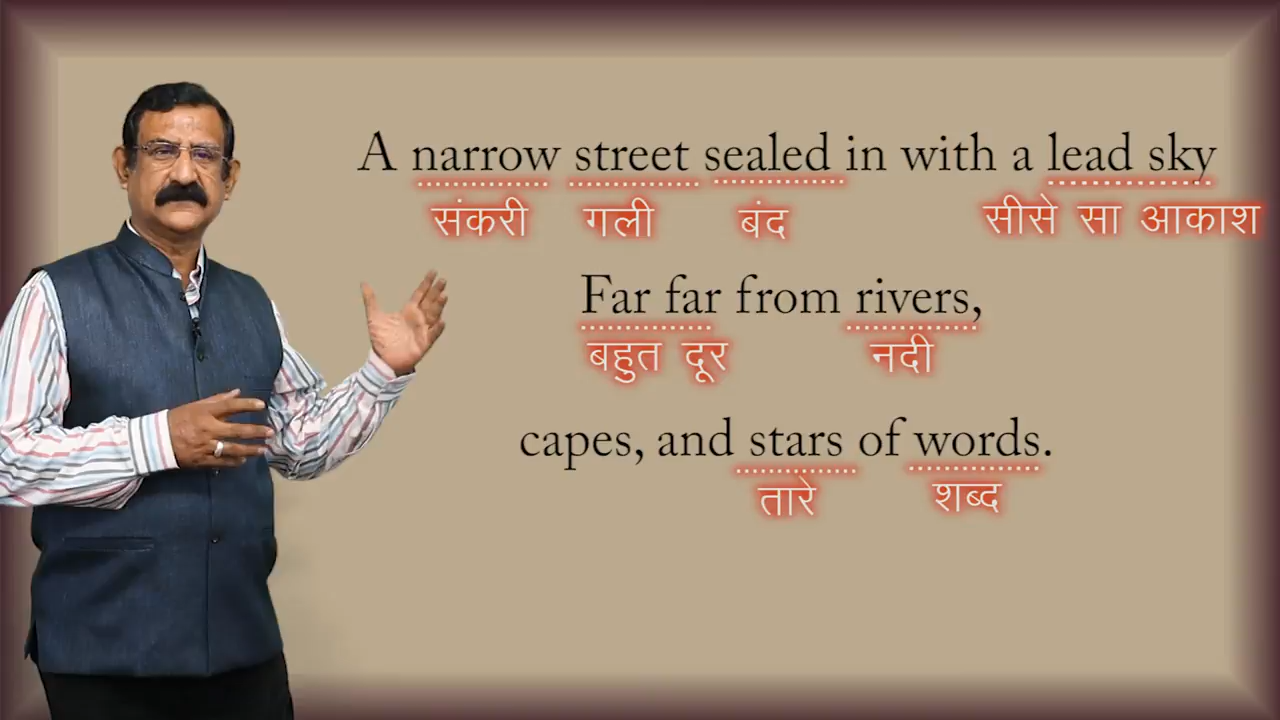 A narrow street sealed in with a lead sky
संकरी गली बंद सीसे सा आकाश
Far far from rivers,
बहुत दूर नदी
capes, and stars of words.
तारे शब्द